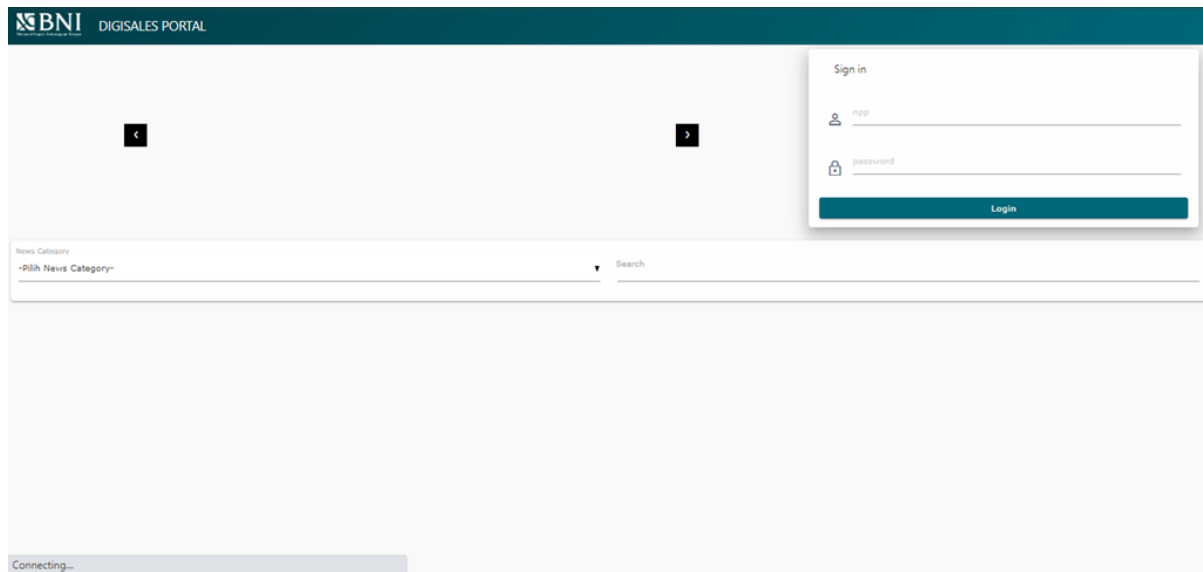 BNI
DIGISALES PORTAL
Sign in
npp
password
Login
News Category
-Pilih News Category-
Search
Connecting...